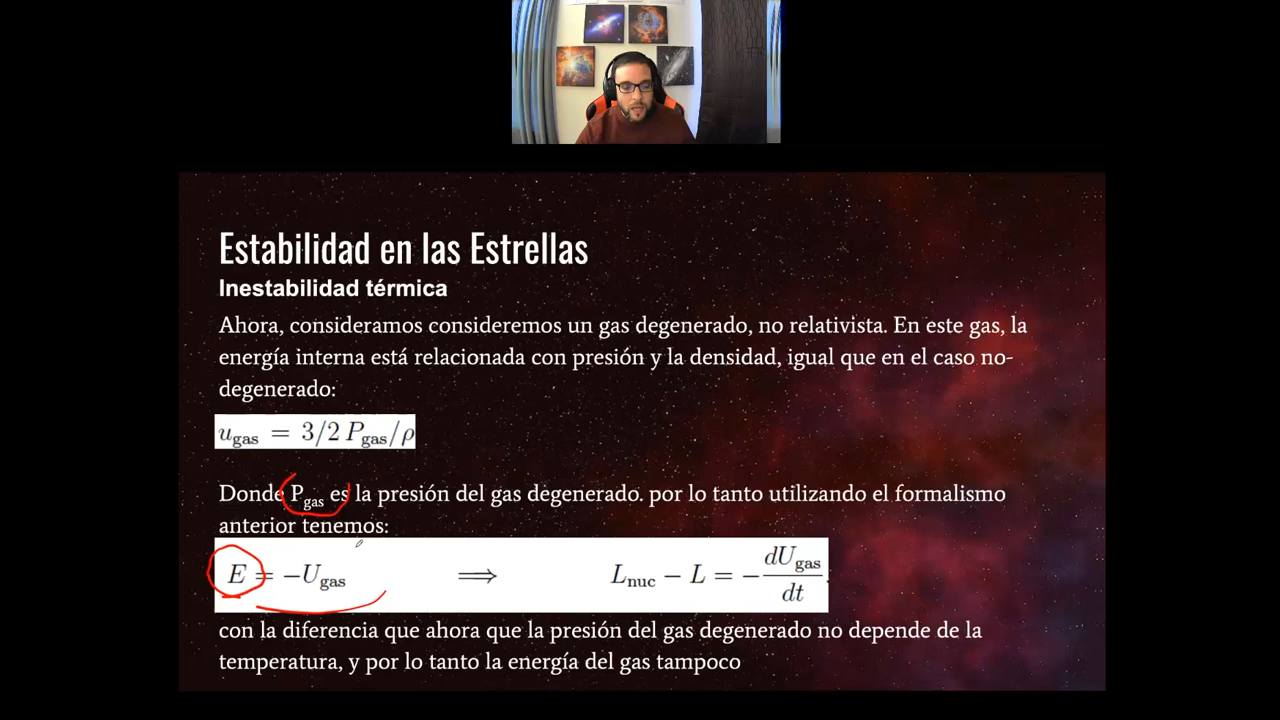 Estabilidad en las Estrellas
Inestabilidad térmica
Ahora, consideramos consideremos un gas degenerado, no relativista. En este gas, la
energía interna está relacionada con presión y la densidad, igual que en el caso no-
degenerado:
u_gas = 3/2 P_gas/ρ
Donde P_gas es la presión del gas degenerado. por lo tanto utilizando el formalismo
anterior tenemos:
E = −U_gas ⟹ L_nuc − L = − dU_gas/dt.
con la diferencia que ahora que la presión del gas degenerado no depende de la
temperatura, y por lo tanto la energía del gas tampoco